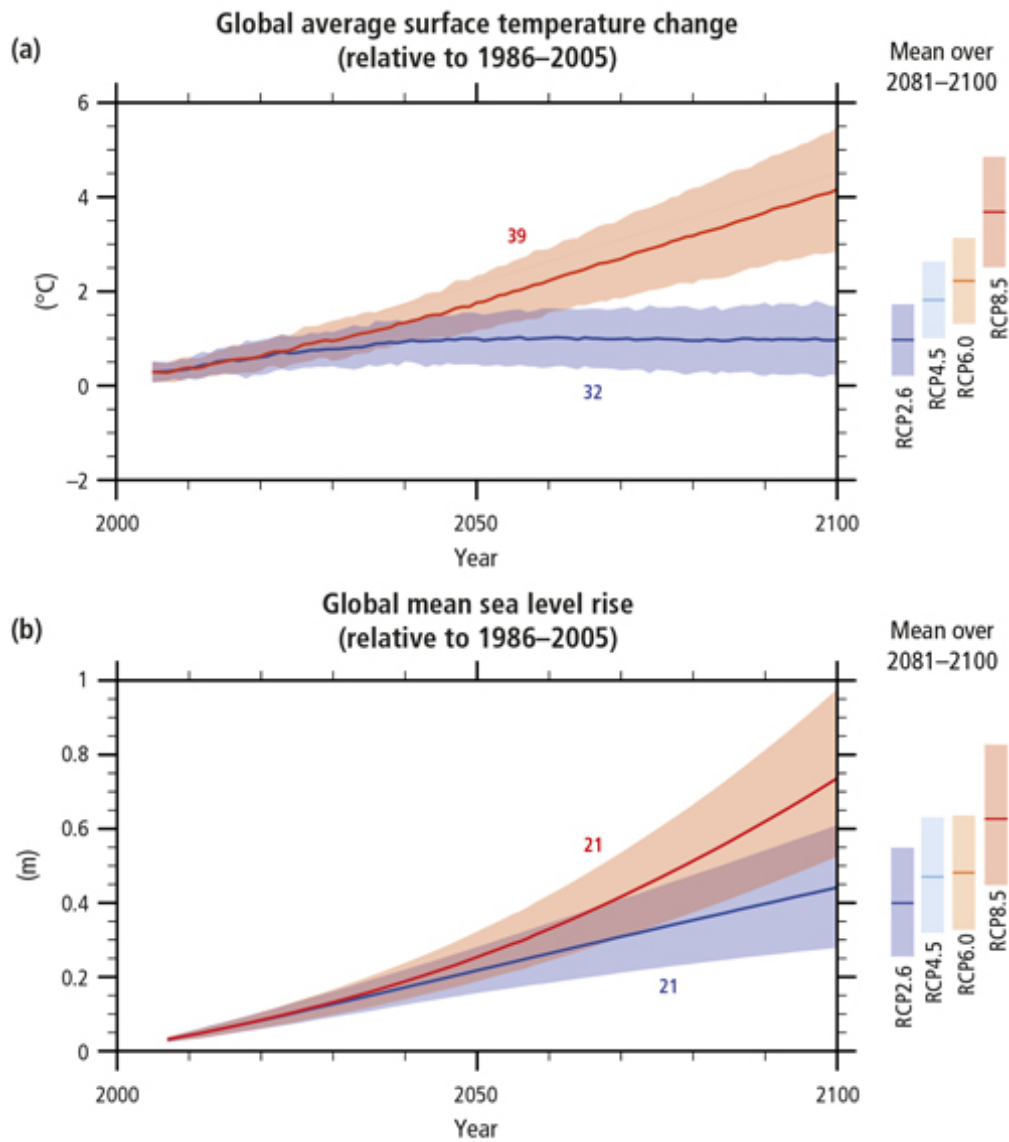 Global average surface temperature change
(relative to 1986–2005)
(a)
Mean over
2081–2100
6
4
2
0
–2
(°C)
39
32
2000
2050
2100
Year
RCP2.6
RCP4.5
RCP6.0
RCP8.5
Global mean sea level rise
(relative to 1986–2005)
(b)
Mean over
2081–2100
1
0.8
0.6
0.4
0.2
0
(m)
21
21
2000
2050
2100
Year
RCP2.6
RCP4.5
RCP6.0
RCP8.5